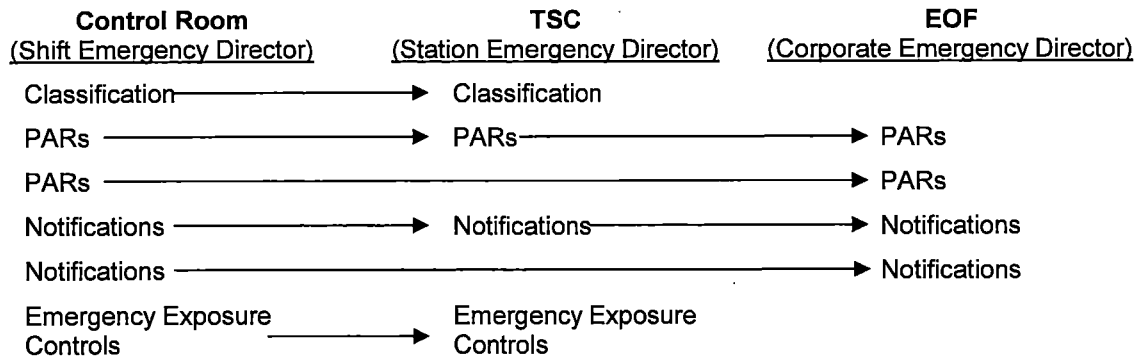 Control Room TSC EOF
(Shift Emergency Director) (Station Emergency Director) (Corporate Emergency Director)
Classification Classification
PARs PARs PARs
PARs PARs
Notifications Notifications Notifications
Notifications Notifications
Emergency Exposure Emergency Exposure
Controls Controls